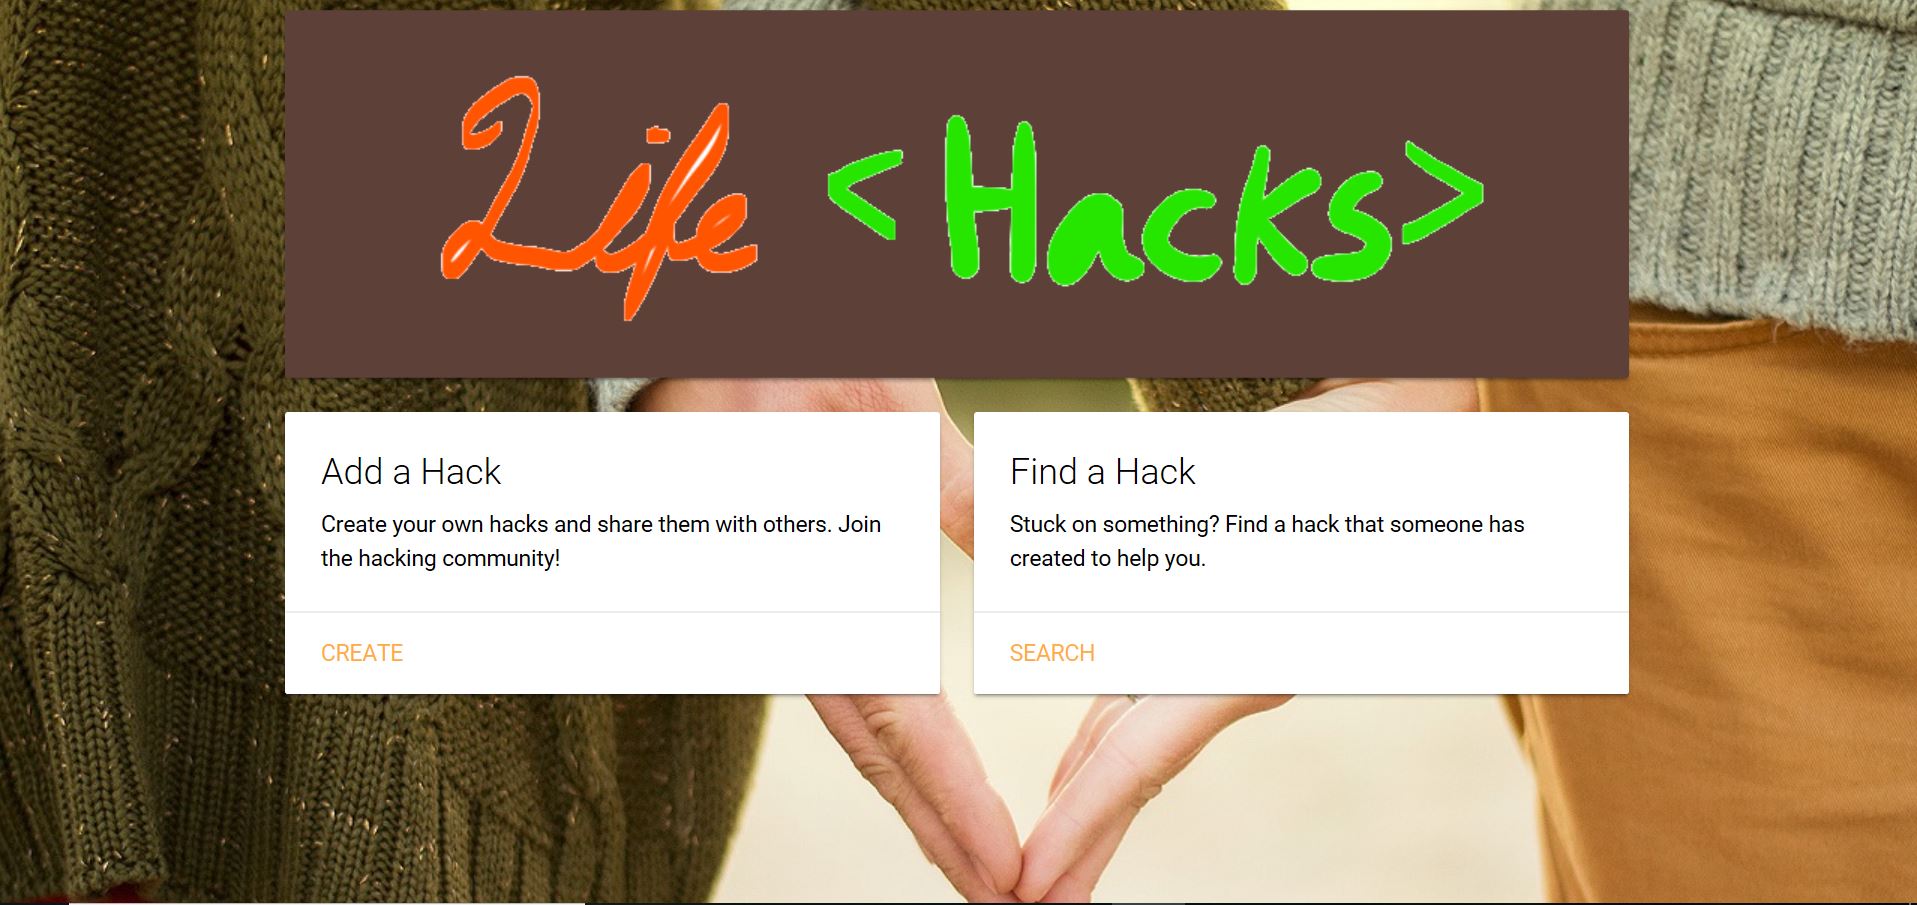 Life <Hacks>
Add a Hack
Create your own hacks and share them with others. Join
the hacking community!
CREATE
Find a Hack
Stuck on something? Find a hack that someone has
created to help you.
SEARCH